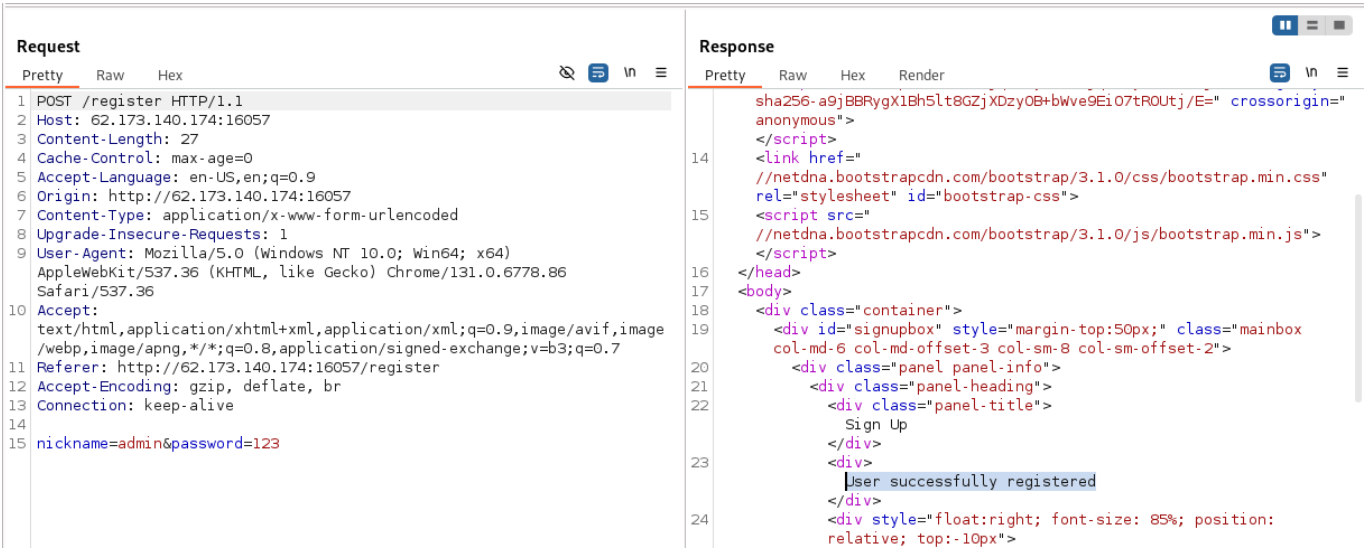 Request
Pretty Raw Hex \n
1 POST /register HTTP/1.1
2 Host: 62.173.140.174:16057
3 Content-Length: 27
4 Cache-Control: max-age=0
5 Accept-Language: en-US,en;q=0.9
6 Origin: http://62.173.140.174:16057
7 Content-Type: application/x-www-form-urlencoded
8 Upgrade-Insecure-Requests: 1
9 User-Agent: Mozilla/5.0 (Windows NT 10.0; Win64; x64)
AppleWebKit/537.36 (KHTML, like Gecko) Chrome/131.0.6778.86
Safari/537.36
10 Accept:
text/html,application/xhtml+xml,application/xml;q=0.9,image/avif,image
/webp,image/apng,*/*;q=0.8,application/signed-exchange;v=b3;q=0.7
11 Referer: http://62.173.140.174:16057/register
12 Accept-Encoding: gzip, deflate, br
13 Connection: keep-alive
14
15 nickname=admin&password=123
Response
Pretty Raw Hex Render \n
sha256-a9jBBRygX1Bh5lt8GZjXDzyOB+bWve9EiO7tROUtj/E=" crossorigin="
anonymous">
</script>
14 <link href="
//netdna.bootstrapcdn.com/bootstrap/3.1.0/css/bootstrap.min.css"
rel="stylesheet" id="bootstrap-css">
15 <script src="
//netdna.bootstrapcdn.com/bootstrap/3.1.0/js/bootstrap.min.js">
</script>
16 </head>
17 <body>
18 <div class="container">
19 <div id="signupbox" style="margin-top:50px;" class="mainbox
col-md-6 col-md-offset-3 col-sm-8 col-sm-offset-2">
20 <div class="panel panel-info">
21 <div class="panel-heading">
22 <div class="panel-title">
Sign Up
</div>
23 <div>
User successfully registered
</div>
24 <div style="float:right; font-size: 85%; position:
relative; top:-10px">